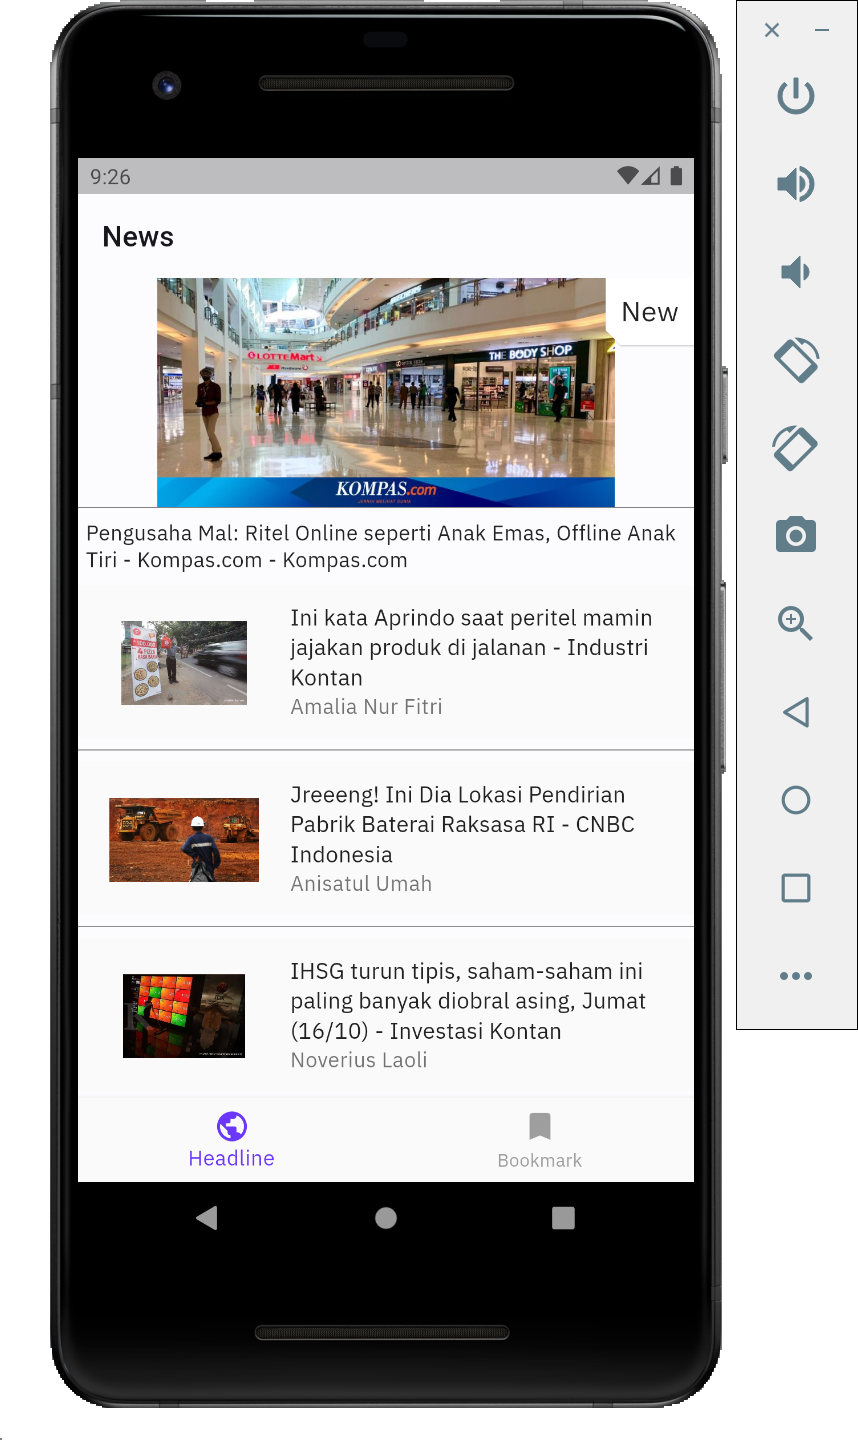 9:26
News
New
LOTTE Mart
THE BODY SHOP
KOMPAS.com
JERNIH MELIHAT DUNIA
Pengusaha Mal: Ritel Online seperti Anak Emas, Offline Anak
Tiri - Kompas.com - Kompas.com
Ini kata Aprindo saat peritel mamin
jajakan produk di jalanan - Industri
Kontan
Amalia Nur Fitri
Jreeeng! Ini Dia Lokasi Pendirian
Pabrik Baterai Raksasa RI - CNBC
Indonesia
Anisatul Umah
IHSG turun tipis, saham-saham ini
paling banyak diobral asing, Jumat
(16/10) - Investasi Kontan
Noverius Laoli
Headline
Bookmark